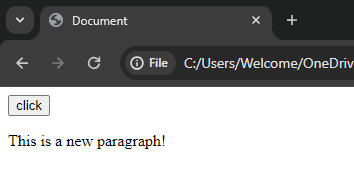 Document
File
C:/Users/Welcome/OneDriv
click
This is a new paragraph!